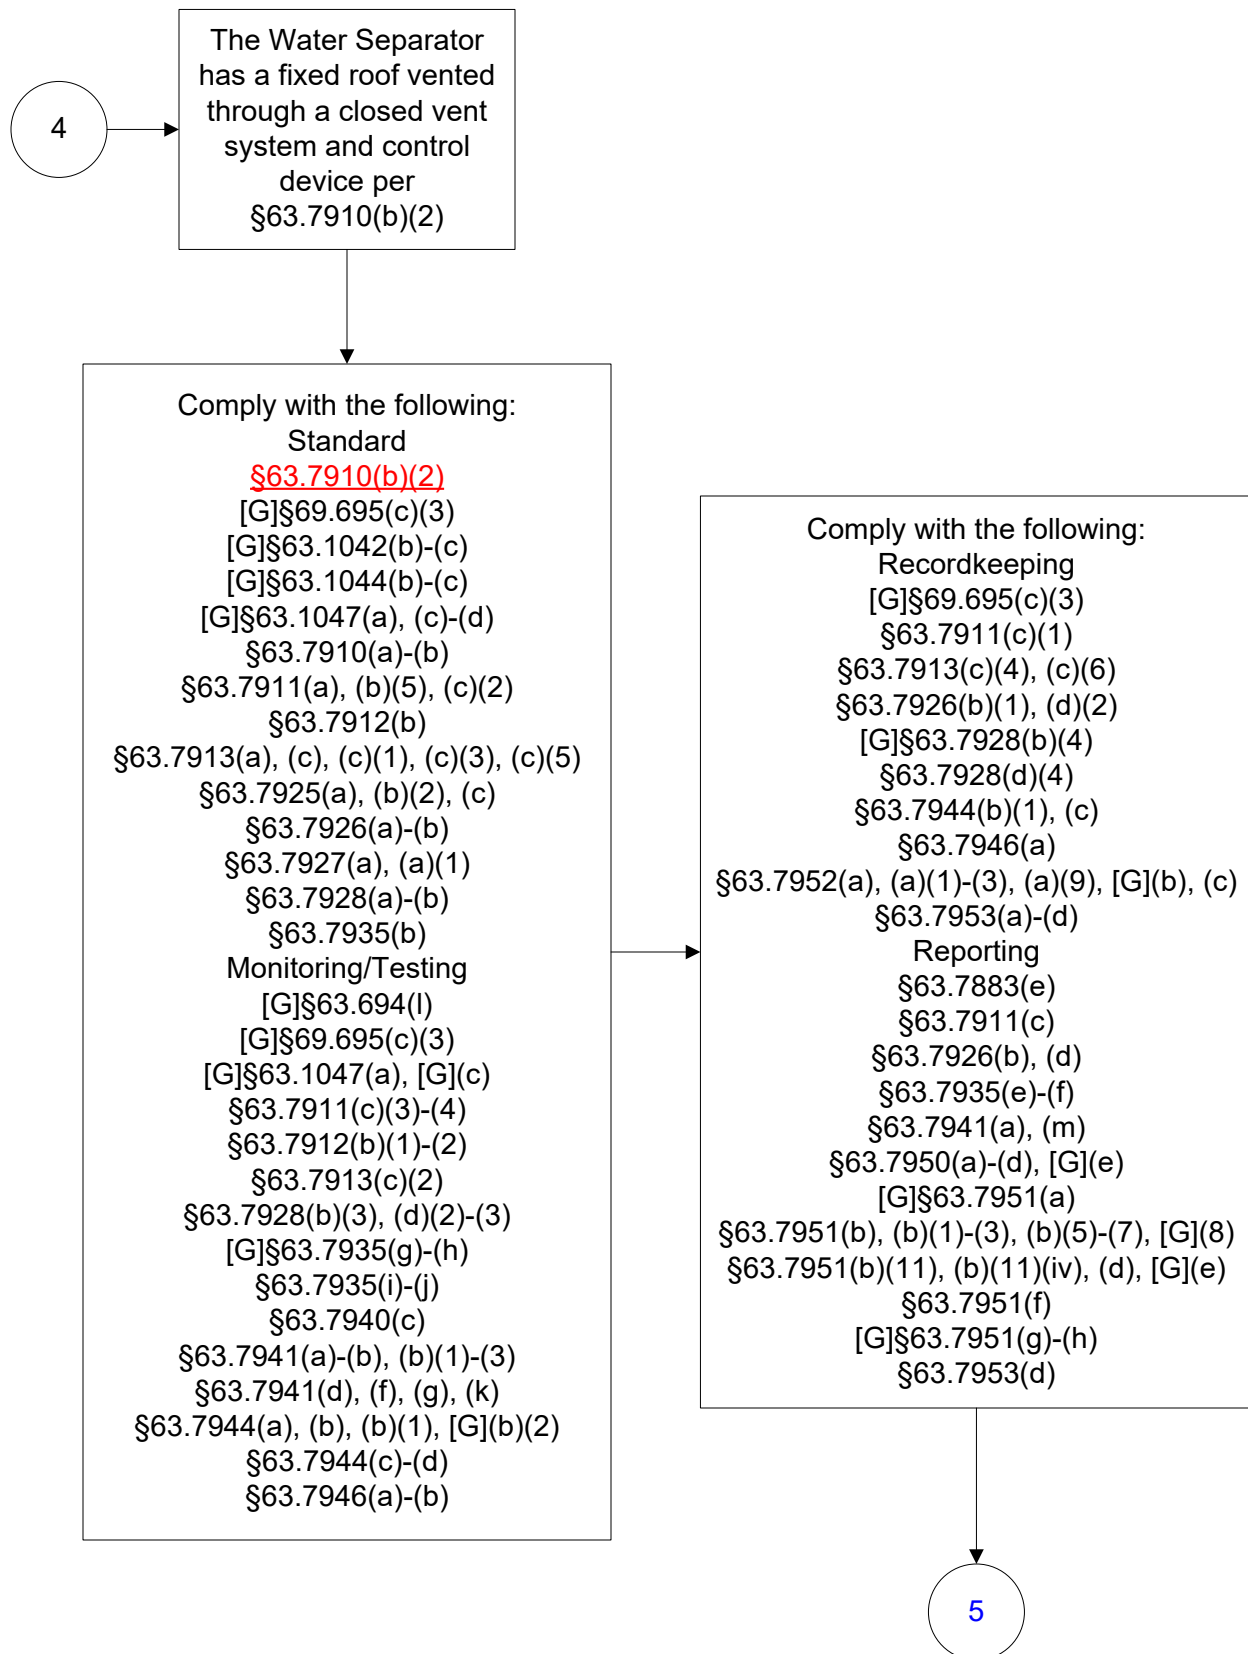 4
The Water Separator
has a fixed roof vented
through a closed vent
system and control
device per
§63.7910(b)(2)
Comply with the following:
Standard
§63.7910(b)(2)
[G]§69.695(c)(3)
[G]§63.1042(b)-(c)
[G]§63.1044(b)-(c)
[G]§63.1047(a), (c)-(d)
§63.7910(a)-(b)
§63.7911(a), (b)(5), (c)(2)
§63.7912(b)
§63.7913(a), (c), (c)(1), (c)(3), (c)(5)
§63.7925(a), (b)(2), (c)
§63.7926(a)-(b)
§63.7927(a), (a)(1)
§63.7928(a)-(b)
§63.7935(b)
Monitoring/Testing
[G]§63.694(l)
[G]§69.695(c)(3)
[G]§63.1047(a), [G](c)
§63.7911(c)(3)-(4)
§63.7912(b)(1)-(2)
§63.7913(c)(2)
§63.7928(b)(3), (d)(2)-(3)
[G]§63.7935(g)-(h)
§63.7935(i)-(j)
§63.7940(c)
§63.7941(a)-(b), (b)(1)-(3)
§63.7941(d), (f), (g), (k)
§63.7944(a), (b), (b)(1), [G](b)(2)
§63.7944(c)-(d)
§63.7946(a)-(b)
Comply with the following:
Recordkeeping
[G]§69.695(c)(3)
§63.7911(c)(1)
§63.7913(c)(4), (c)(6)
§63.7926(b)(1), (d)(2)
[G]§63.7928(b)(4)
§63.7928(d)(4)
§63.7944(b)(1), (c)
§63.7946(a)
§63.7952(a), (a)(1)-(3), (a)(9), [G](b), (c)
§63.7953(a)-(d)
Reporting
§63.7883(e)
§63.7911(c)
§63.7926(b), (d)
§63.7935(e)-(f)
§63.7941(a), (m)
§63.7950(a)-(d), [G](e)
[G]§63.7951(a)
§63.7951(b), (b)(1)-(3), (b)(5)-(7), [G](8)
§63.7951(b)(11), (b)(11)(iv), (d), [G](e)
§63.7951(f)
[G]§63.7951(g)-(h)
§63.7953(d)
5